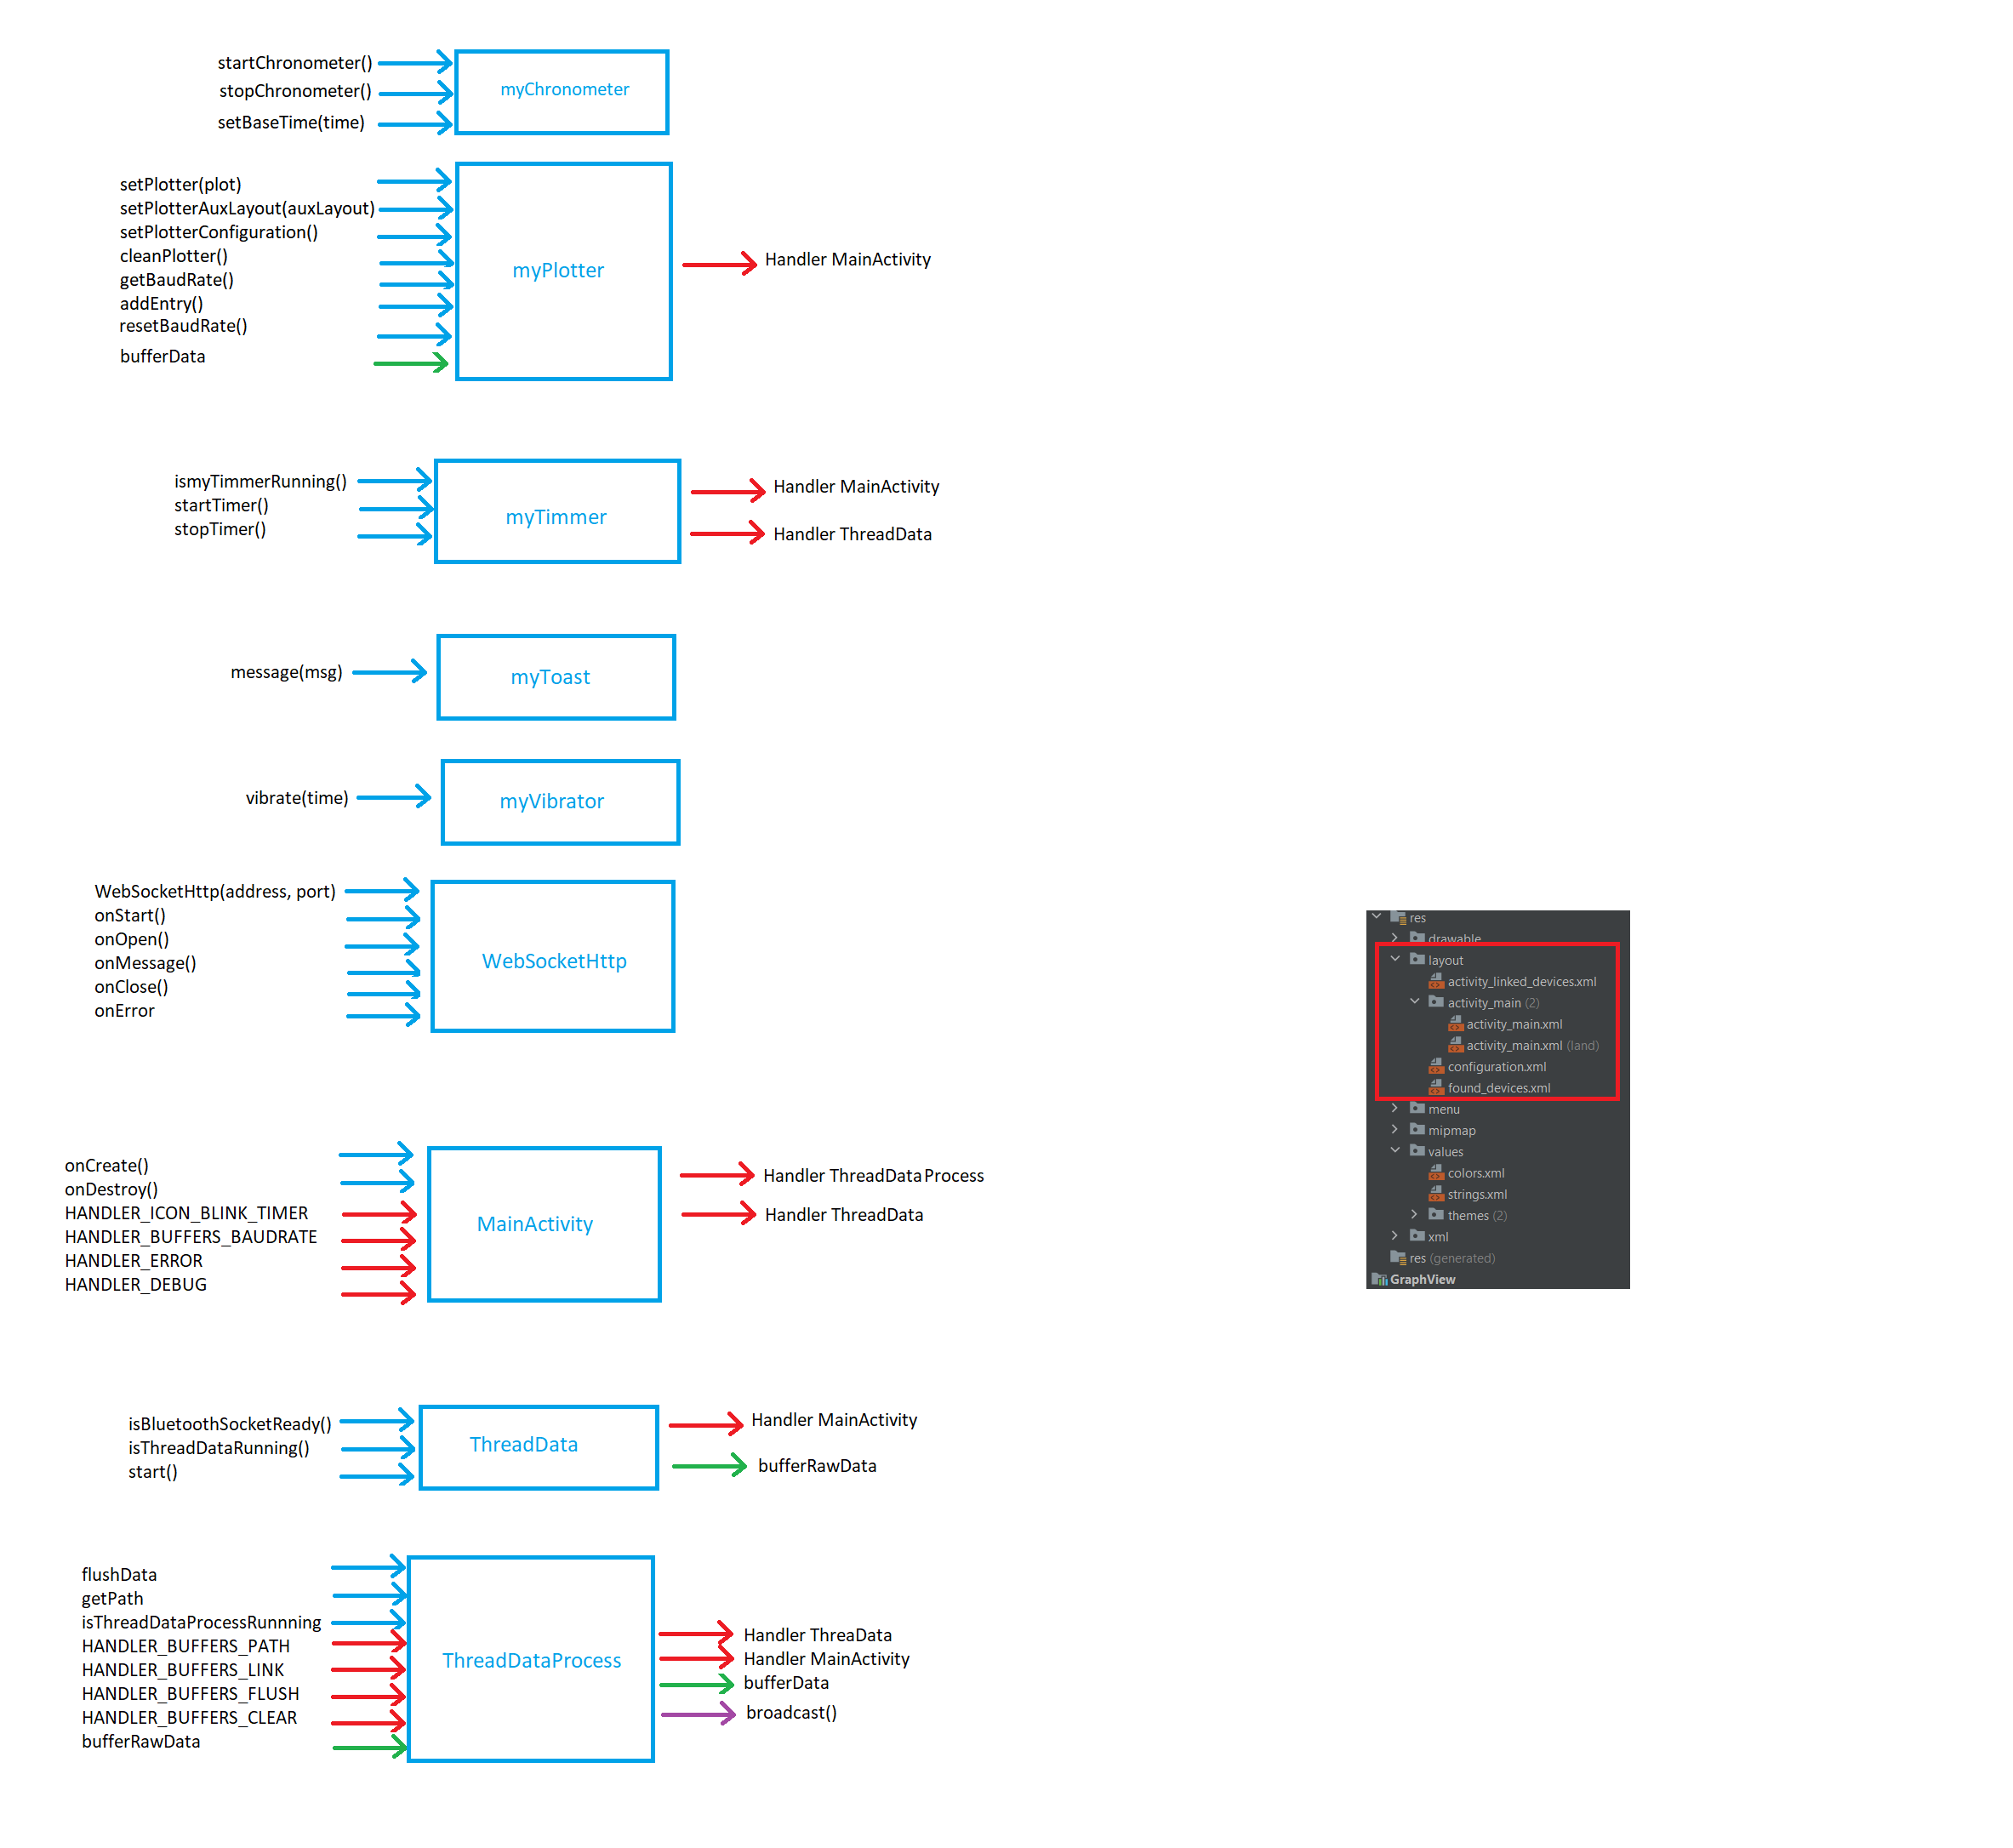 startChronometer()
stopChronometer()
setBaseTime(time)
myChronometer
setPlotter(plot)
setPlotterAuxLayout(auxLayout)
setPlotterConfiguration()
cleanPlotter()
getBaudRate()
addEntry()
resetBaudRate()
bufferData
myPlotter
Handler MainActivity
ismyTimmerRunning()
startTimer()
stopTimer()
myTimmer
Handler MainActivity
Handler ThreadData
message(msg)
myToast
vibrate(time)
myVibrator
WebSocketHttp(address, port)
onStart()
onOpen()
onMessage()
onClose()
onError
WebSocketHttp
onCreate()
onDestroy()
HANDLER_ICON_BLINK_TIMER
HANDLER_BUFFERS_BAUDRATE
HANDLER_ERROR
HANDLER_DEBUG
MainActivity
Handler ThreadDataProcess
Handler ThreadData
isBluetoothSocketReady()
isThreadDataRunning()
start()
ThreadData
Handler MainActivity
bufferRawData
flushData
getPath
isThreadDataProcessRunnning
HANDLER_BUFFERS_PATH
HANDLER_BUFFERS_LINK
HANDLER_BUFFERS_FLUSH
HANDLER_BUFFERS_CLEAR
bufferRawData
ThreadDataProcess
Handler ThreaData
Handler MainActivity
bufferData
broadcast()
res
drawable
layout
activity_linked_devices.xml
activity_main (2)
activity_main.xml
activity_main.xml (land)
configuration.xml
found_devices.xml
menu
mipmap
values
colors.xml
strings.xml
themes (2)
xml
res (generated)
GraphView